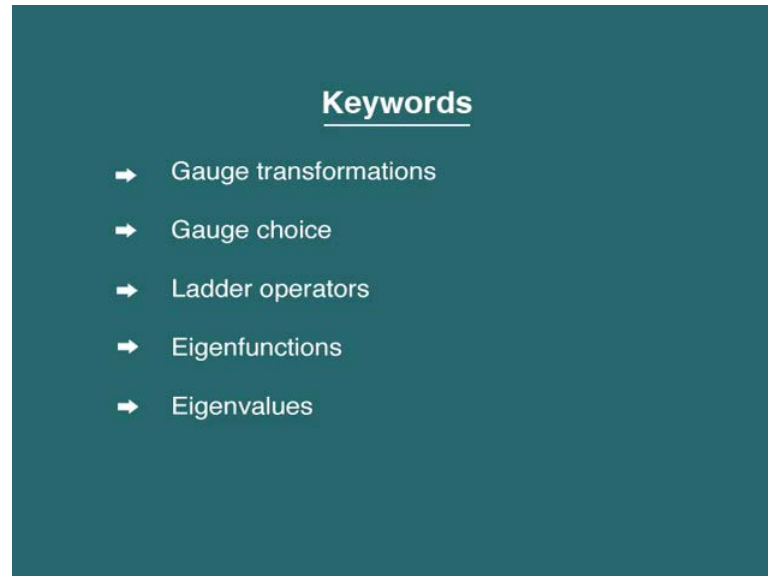 Keywords
Gauge transformations
Gauge choice
Ladder operators
Eigenfunctions
Eigenvalues